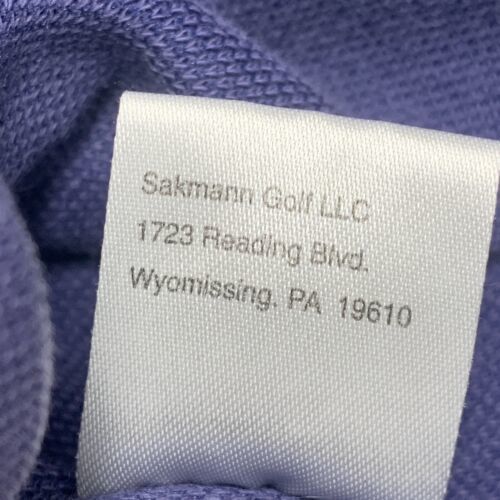 Sakmann Golf LLC
1723 Reading Blvd.
Wyomissing. PA 19610